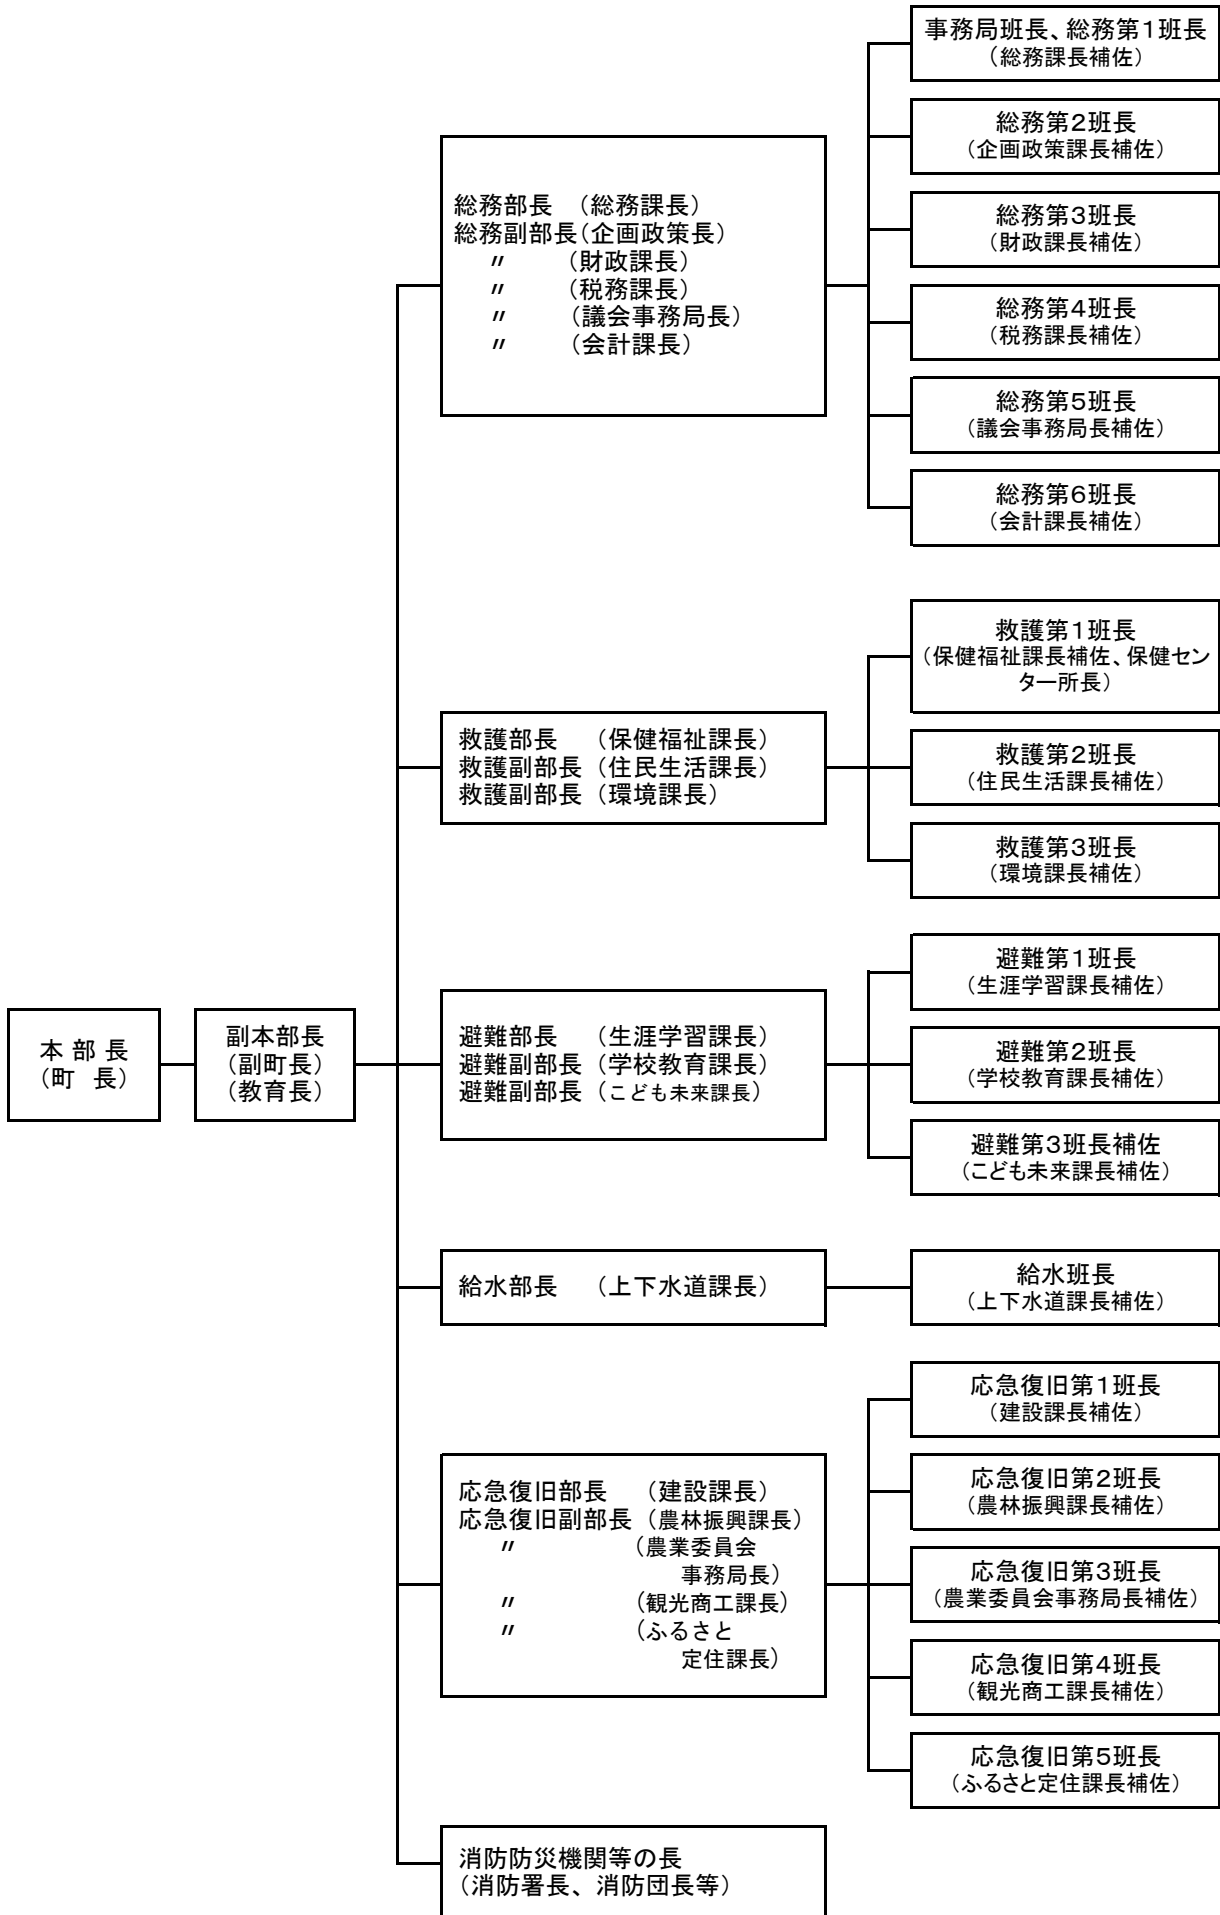 本 部 長
(町 長)
副本部長
(副町長)
(教育長)
総務部長 (総務課長)
総務副部長(企画政策長)
〃 (財政課長)
〃 (税務課長)
〃 (議会事務局長)
〃 (会計課長)
事務局班長、総務第1班長
(総務課長補佐)
総務第2班長
(企画政策課長補佐)
総務第3班長
(財政課長補佐)
総務第4班長
(税務課長補佐)
総務第5班長
(議会事務局長補佐)
総務第6班長
(会計課長補佐)
救護部長 (保健福祉課長)
救護副部長(住民生活課長)
救護副部長(環境課長)
救護第1班長
(保健福祉課長補佐、保健セン
ター所長)
救護第2班長
(住民生活課長補佐)
救護第3班長
(環境課長補佐)
避難部長 (生涯学習課長)
避難副部長(学校教育課長)
避難副部長(こども未来課長)
避難第1班長
(生涯学習課長補佐)
避難第2班長
(学校教育課長補佐)
避難第3班長補佐
(こども未来課長補佐)
給水部長 (上下水道課長)
給水班長
(上下水道課長補佐)
応急復旧部長 (建設課長)
応急復旧副部長(農林振興課長)
〃 (農業委員会
事務局長)
〃 (観光商工課長)
〃 (ふるさと
定住課長)
応急復旧第1班長
(建設課長補佐)
応急復旧第2班長
(農林振興課長補佐)
応急復旧第3班長
(農業委員会事務局長補佐)
応急復旧第4班長
(観光商工課長補佐)
応急復旧第5班長
(ふるさと定住課長補佐)
消防防災機関等の長
(消防署長、消防団長等)